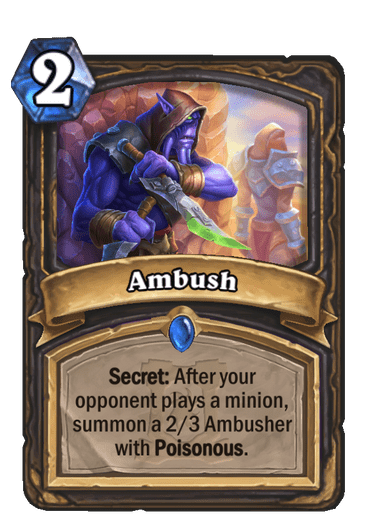 2
Ambush
Secret: After your
opponent plays a minion,
summon a 2/3 Ambusher
with Poisonous.